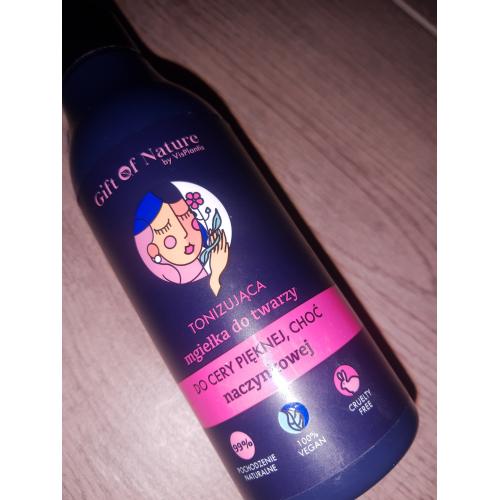 Gift Of Nature
by VisPlantis
TONIZUJĄCA
mgiełka do twarzy
DO CERY PIĘKNEJ, CHOĆ
naczynkowej
99%
POCHODZENIE
NATURALNE
100%
VEGAN
CRUELTY
FREE